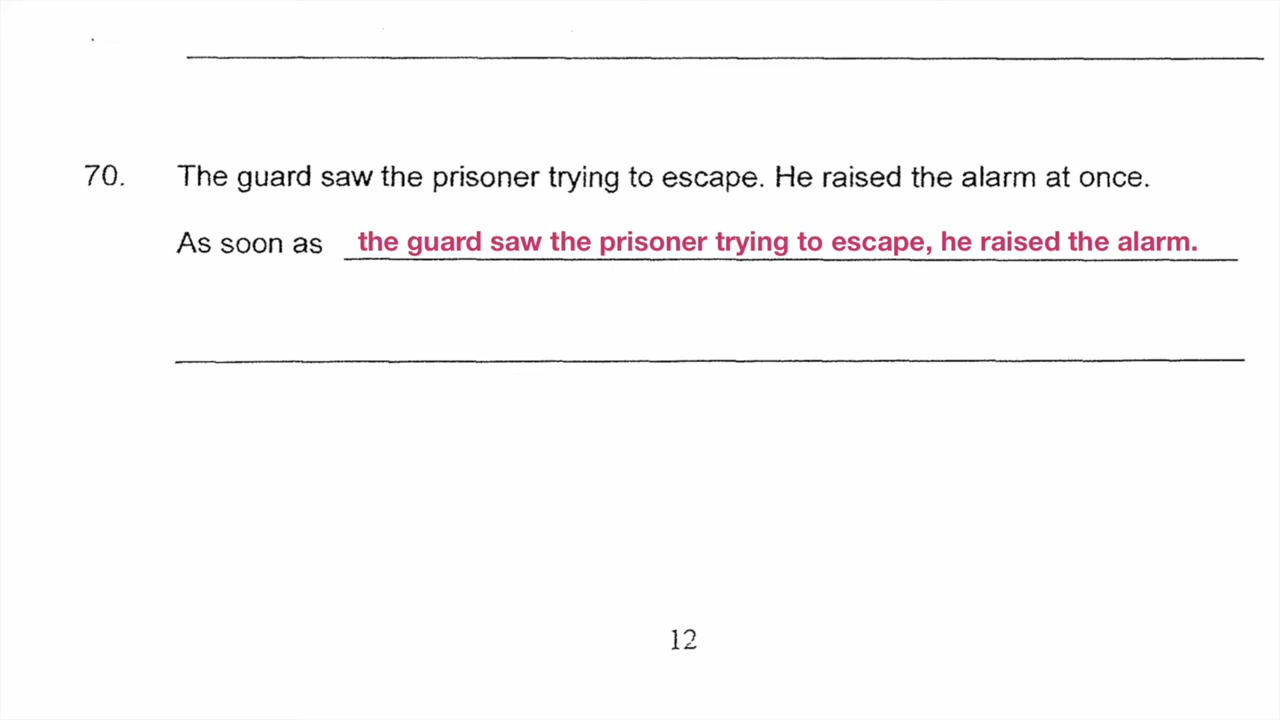 70. The guard saw the prisoner trying to escape. He raised the alarm at once.
As soon as the guard saw the prisoner trying to escape, he raised the alarm.
12